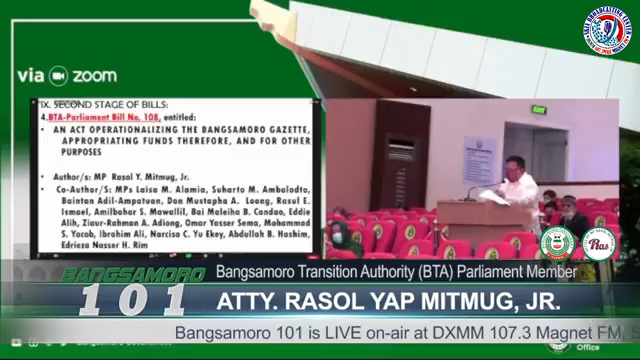 via zoom
IX. SECOND STAGE OF BILLS:
4.BTA-Parliament Bill No. 108, entitled:
• AN ACT OPERATIONALIZING THE BANGSAMORO GAZETTE,
APPROPRIATING FUNDS THEREFORE, AND FOR OTHER
PURPOSES
• Author/s: MP Rasol Y. Mitmug, Jr.
• Co-Author/s: MPs Laisa M. Alamia, Suharto M. Ambolodto,
Baintan Adil-Ampatuan, Don Mustapha A. Loong, Rasul E.
Ismael, Amilbahar S. Mawallil, Bai Maleiha B. Candao, Eddie
Alih, Ziaur-Rahman A. Adiong, Omar Yasser Sema, Mohammad
S. Yacob, Ibrahim Ali, Narciso C. Yu Ekey, Abdullah B. Hashim,
Edrieza Nasser H. Rim
EXIT
Ras
BANGSAMORO
101
Bangsamoro Transition Authority (BTA) Parliament Member
ATTY. RASOL YAP MITMUG, JR.
Bangsamoro 101 is LIVE on-air at DXMM 107.3 Magnet FM, S
Office